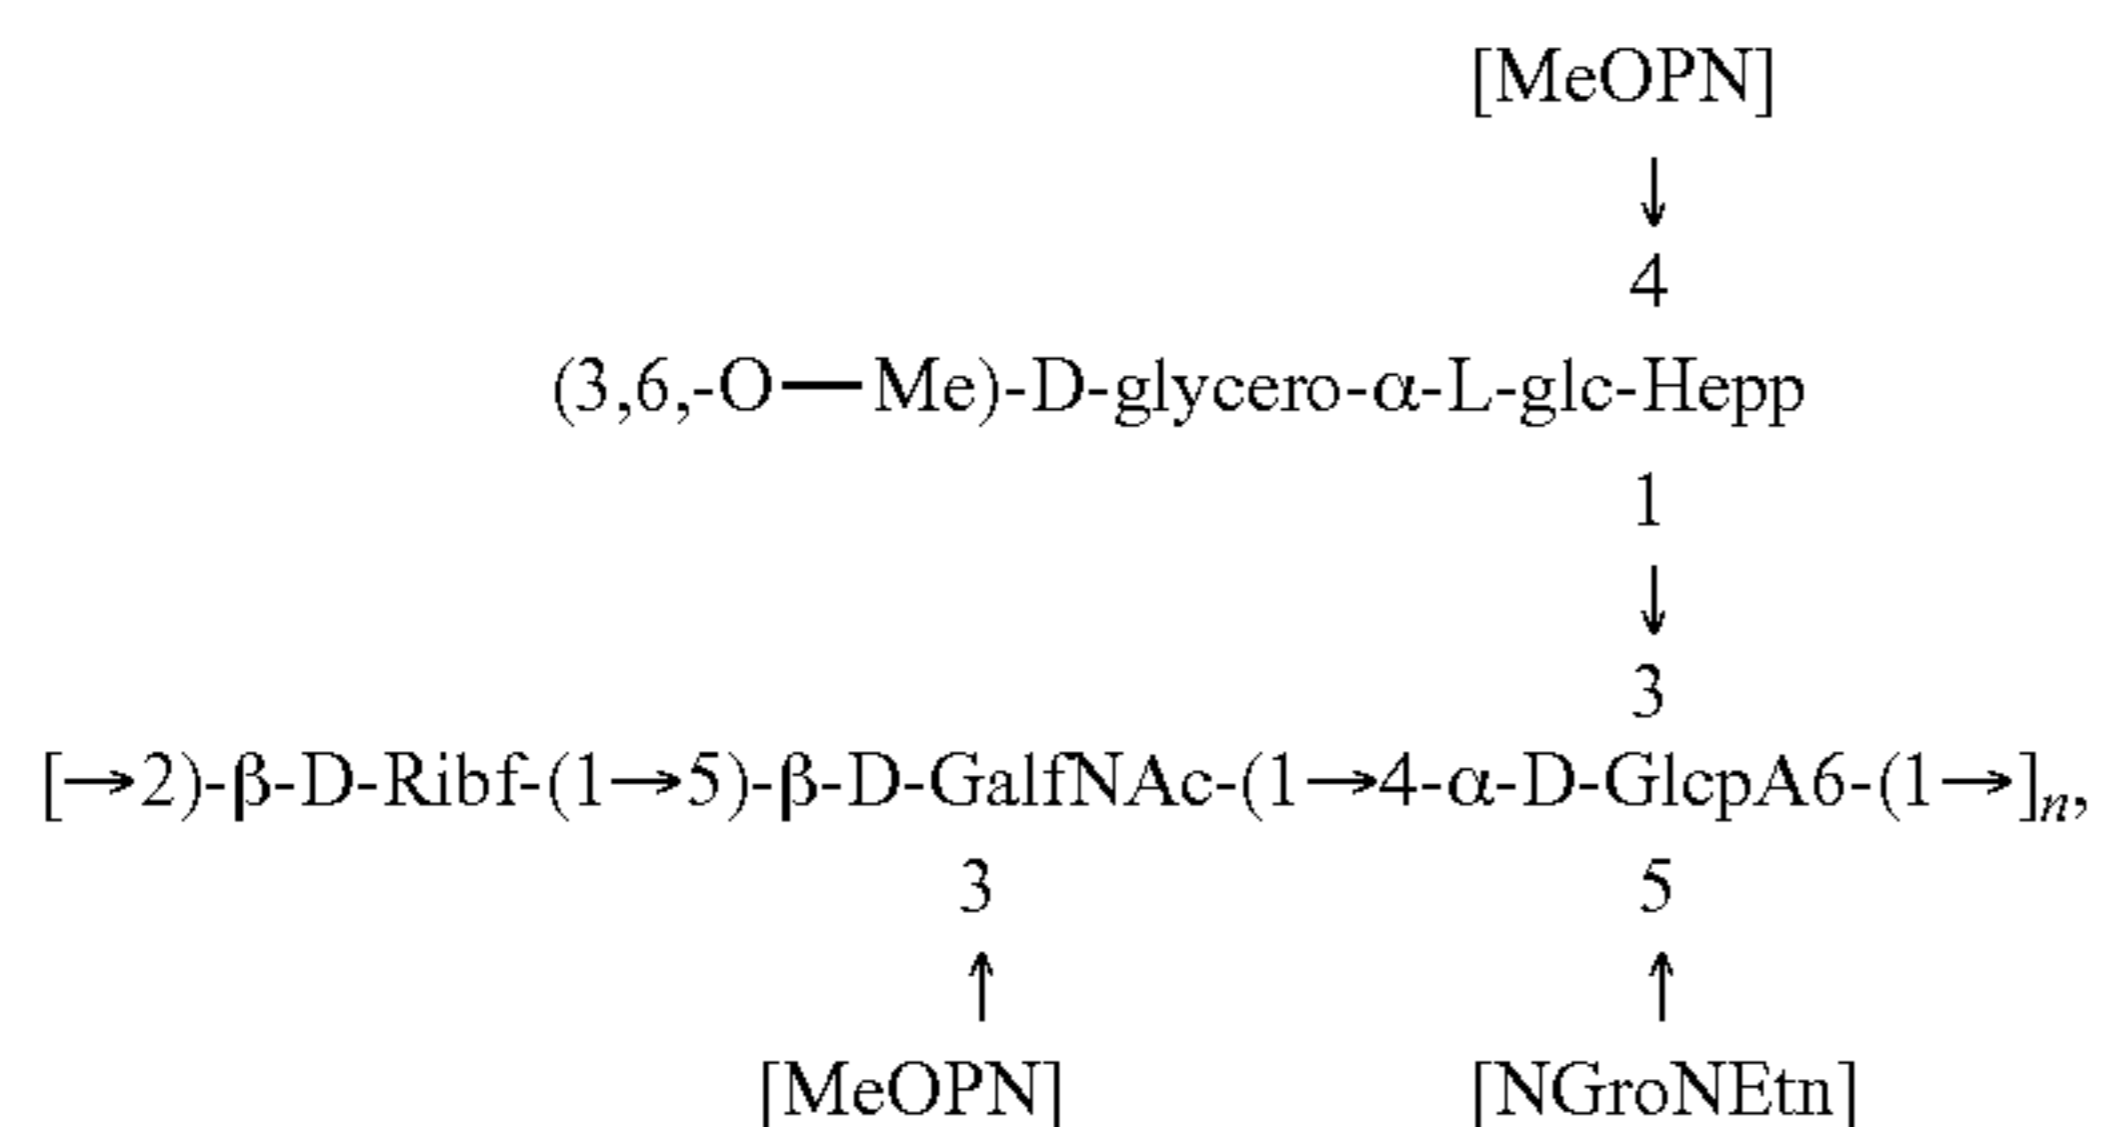 [MeOPN]
↓
4
(3,6,-O—Me)-D-glycero-α-L-glc-Hepp
1
↓
3
[→2)-β-D-Ribf-(1→5)-β-D-GalfNAc-(1→4-α-D-GlcpA6-(1→]n,
3 5
↑ ↑
[MeOPN] [NGroNEtn]